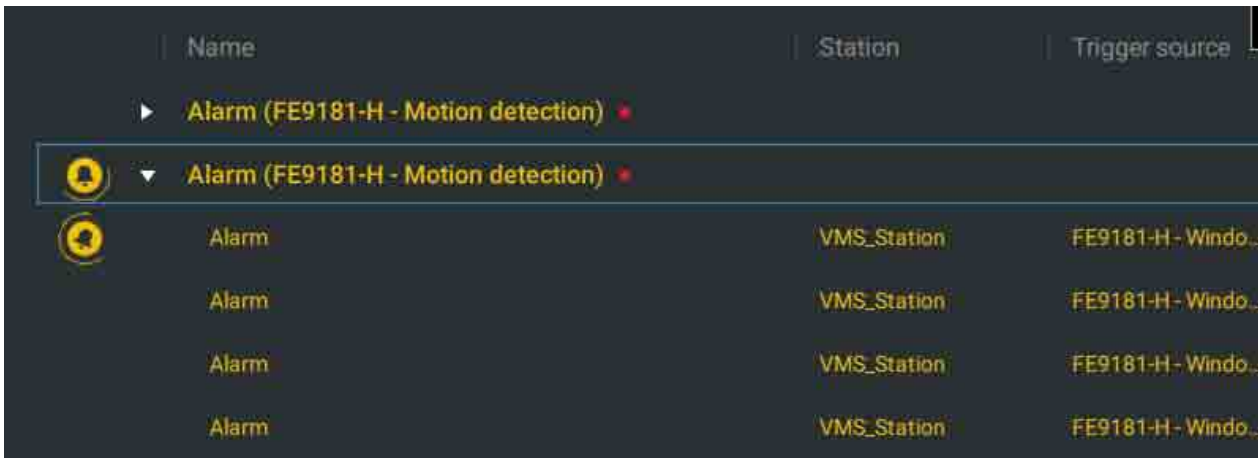 Name Station Trigger source
Alarm (FE9181-H - Motion detection)
Alarm (FE9181-H - Motion detection)
Alarm VMS_Station FE9181-H - Windo...
Alarm VMS_Station FE9181-H - Windo...
Alarm VMS_Station FE9181-H - Windo...
Alarm VMS_Station FE9181-H - Windo...